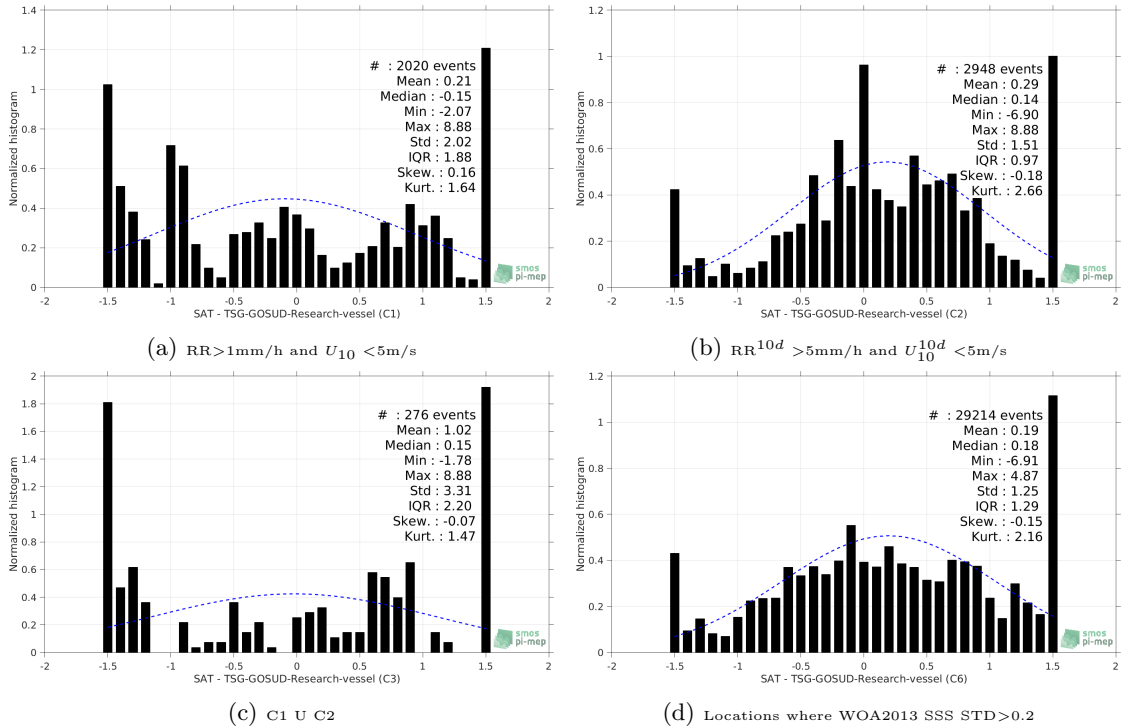 1.4
1.2
1
0.8
0.6
0.4
0.2
0
Normalized histogram
# : 2020 events
Mean : 0.21
Median : -0.15
Min : -2.07
Max : 8.88
Std : 2.02
IQR : 1.88
Skew. : 0.16
Kurt. : 1.64
smos
pi-mep
-2 -1.5 -1 -0.5 0 0.5 1 1.5 2
SAT - TSG-GOSUD-Research-vessel (C1)
(a) RR>1mm/h and U10 <5m/s
1.2
1
0.8
0.6
0.4
0.2
0
Normalized histogram
# : 2948 events
Mean : 0.29
Median : 0.14
Min : -6.90
Max : 8.88
Std : 1.51
IQR : 0.97
Skew. : -0.18
Kurt. : 2.66
smos
pi-mep
-2 -1.5 -1 -0.5 0 0.5 1 1.5 2
SAT - TSG-GOSUD-Research-vessel (C2)
(b) RR10d >5mm/h and U10d10 <5m/s
2
1.8
1.6
1.4
1.2
1
0.8
0.6
0.4
0.2
0
Normalized histogram
# : 276 events
Mean : 1.02
Median : 0.15
Min : -1.78
Max : 8.88
Std : 3.31
IQR : 2.20
Skew. : -0.07
Kurt. : 1.47
smos
pi-mep
-2 -1.5 -1 -0.5 0 0.5 1 1.5 2
SAT - TSG-GOSUD-Research-vessel (C3)
(c) C1 U C2
1.2
1
0.8
0.6
0.4
0.2
0
Normalized histogram
# : 29214 events
Mean : 0.19
Median : 0.18
Min : -6.91
Max : 4.87
Std : 1.25
IQR : 1.29
Skew. : -0.15
Kurt. : 2.16
smos
pi-mep
-2 -1.5 -1 -0.5 0 0.5 1 1.5 2
SAT - TSG-GOSUD-Research-vessel (C6)
(d) Locations where WOA2013 SSS STD>0.2